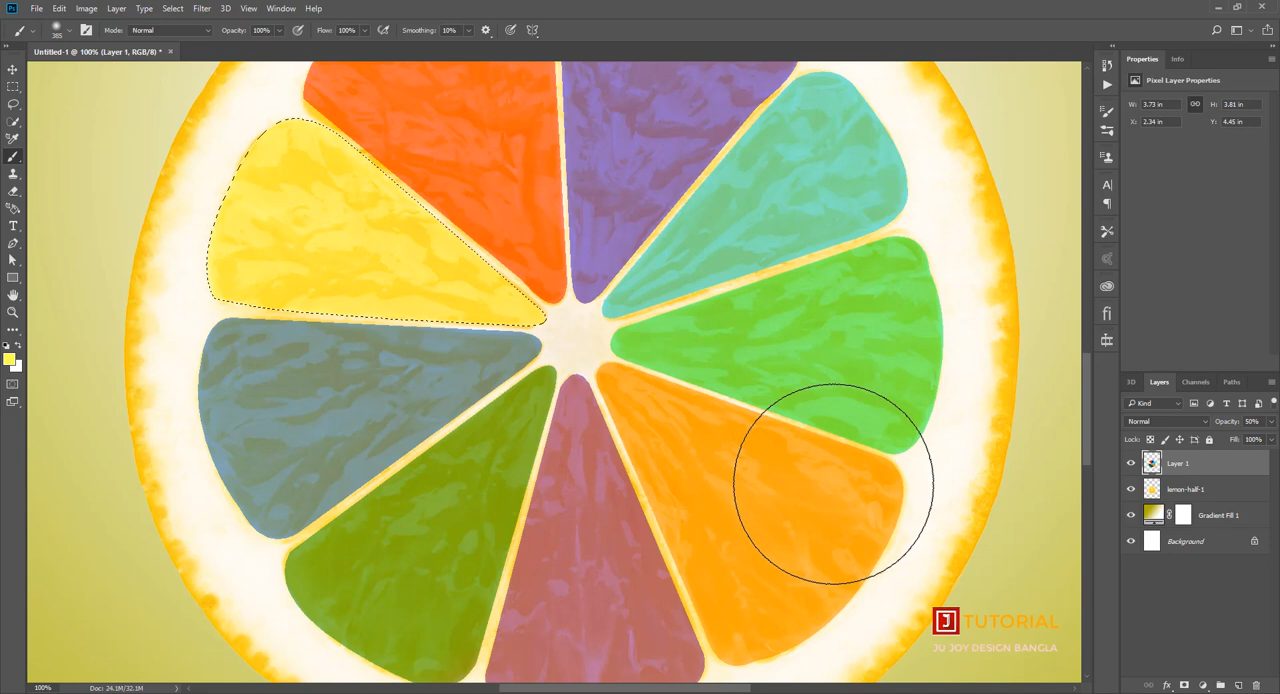 Ps File Edit Image Layer Type Select Filter 3D View Window Help
385 Mode: Normal Opacity: 100% Flow: 100% Smoothing: 10%
Untitled-1 @ 100% (Layer 1, RGB/8) *
Properties Info
Pixel Layer Properties
W: 3.73 in H: 3.81 in
X: 2.34 in Y: 4.45 in
3D Layers Channels Paths
Kind
Normal Opacity: 50%
Lock: Fill: 100%
Layer 1
lemon-half-1
Gradient Fill 1
Background
J TUTORIAL
JU JOY DESIGN BANGLA
100% Doc: 24.1M/32.1M